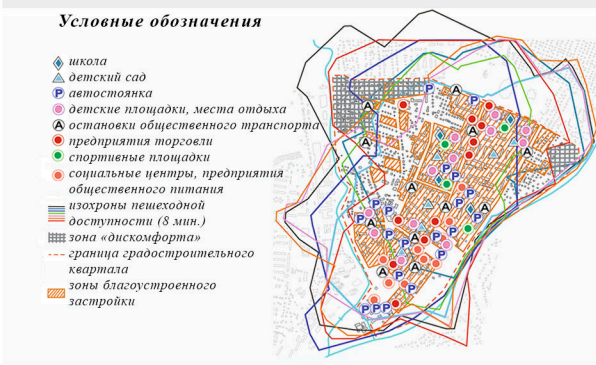 Условные обозначения
школа
детский сад
P автостоянка
детские площадки, места отдыха
A остановки общественного транспорта
предприятия торговли
спортивные площадки
социальные центры, предприятия
общественного питания
изохроны пешеходной
доступности (8 мин.)
зона «дискомфорта»
граница градостроительного
квартала
зоны благоустроенного
застройки